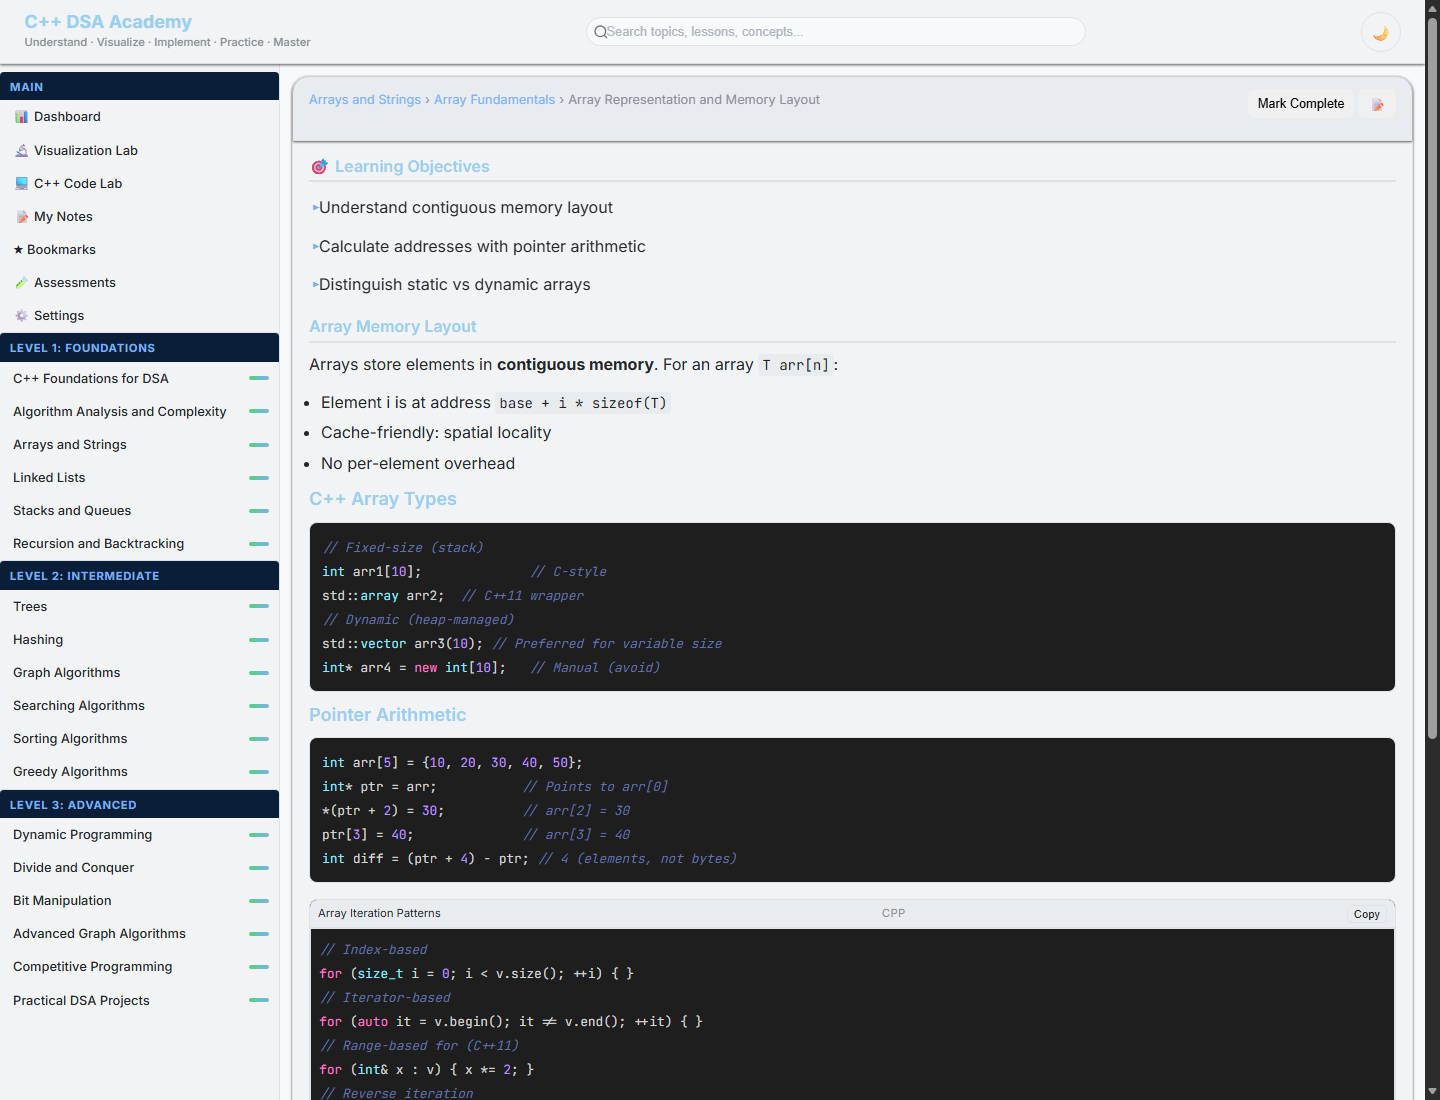 C++ DSA Academy
Understand · Visualize · Implement · Practice · Master
Search topics, lessons, concepts...
MAIN
Dashboard
Visualization Lab
C++ Code Lab
My Notes
★ Bookmarks
Assessments
Settings
LEVEL 1: FOUNDATIONS
C++ Foundations for DSA
Algorithm Analysis and Complexity
Arrays and Strings
Linked Lists
Stacks and Queues
Recursion and Backtracking
LEVEL 2: INTERMEDIATE
Trees
Hashing
Graph Algorithms
Searching Algorithms
Sorting Algorithms
Greedy Algorithms
LEVEL 3: ADVANCED
Dynamic Programming
Divide and Conquer
Bit Manipulation
Advanced Graph Algorithms
Competitive Programming
Practical DSA Projects
Arrays and Strings › Array Fundamentals › Array Representation and Memory Layout
Mark Complete
Learning Objectives
Understand contiguous memory layout
Calculate addresses with pointer arithmetic
Distinguish static vs dynamic arrays
Array Memory Layout
Arrays store elements in contiguous memory. For an array T arr[n]:
• Element i is at address base + i * sizeof(T)
• Cache-friendly: spatial locality
• No per-element overhead
C++ Array Types
// Fixed-size (stack)
int arr1[10];              // C-style
std::array arr2;  // C++11 wrapper
// Dynamic (heap-managed)
std::vector arr3(10); // Preferred for variable size
int* arr4 = new int[10];   // Manual (avoid)
Pointer Arithmetic
int arr[5] = {10, 20, 30, 40, 50};
int* ptr = arr;           // Points to arr[0]
*(ptr + 2) = 30;          // arr[2] = 30
ptr[3] = 40;              // arr[3] = 40
int diff = (ptr + 4) - ptr; // 4 (elements, not bytes)
Array Iteration Patterns
CPP
Copy
// Index-based
for (size_t i = 0; i < v.size(); ++i) { }
// Iterator-based
for (auto it = v.begin(); it != v.end(); ++it) { }
// Range-based for (C++11)
for (int& x : v) { x *= 2; }
// Reverse iteration